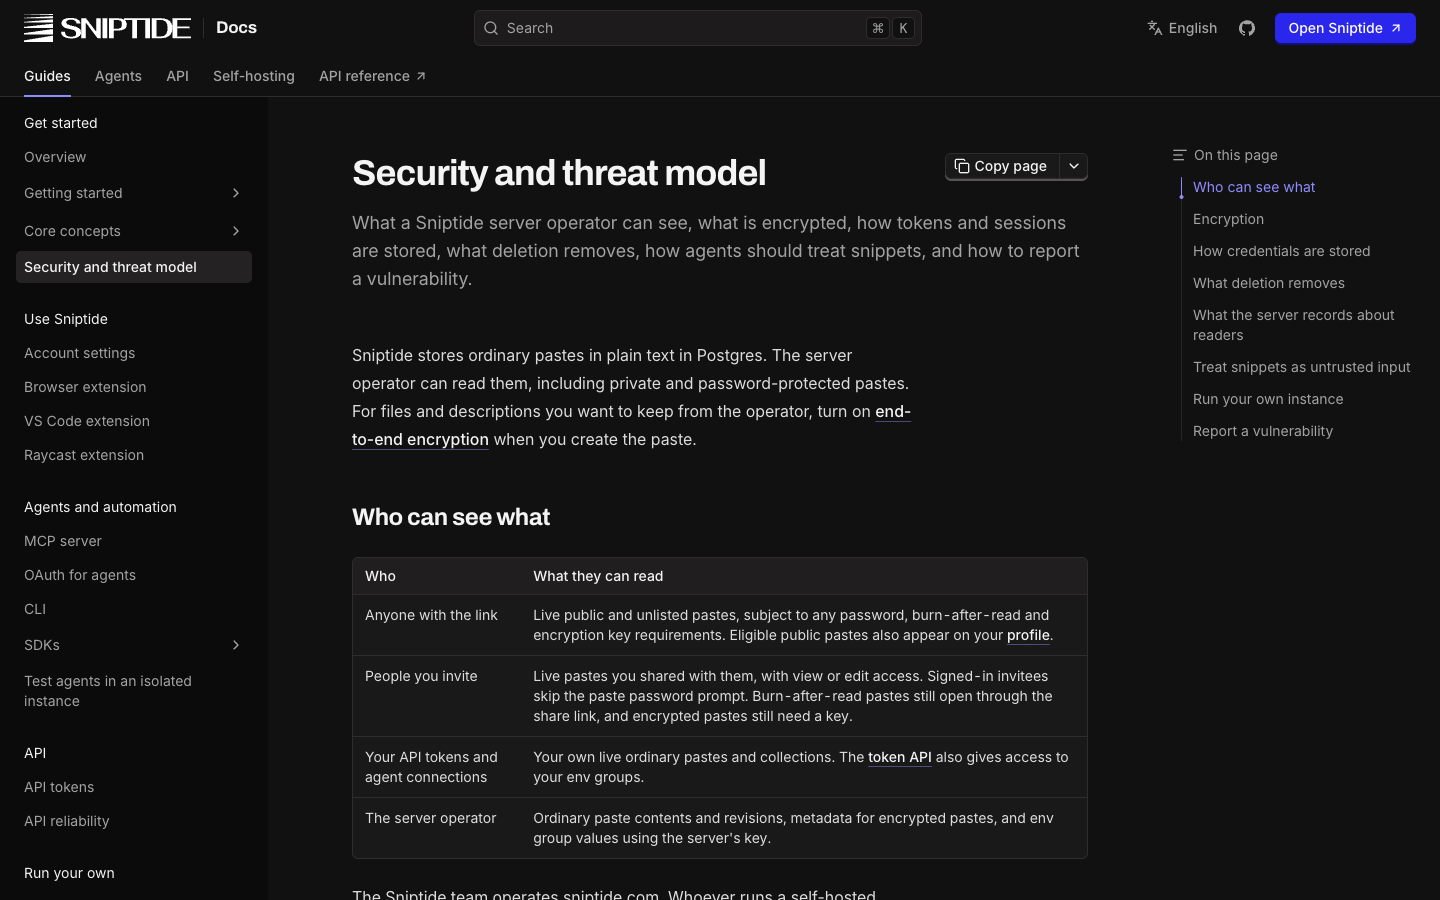 SNIPTIDE
Docs
Search
⌘ K
English
Open Sniptide
Guides
Agents
API
Self-hosting
API reference
Get started
Overview
Getting started
Core concepts
Security and threat model
Use Sniptide
Account settings
Browser extension
VS Code extension
Raycast extension
Agents and automation
MCP server
OAuth for agents
CLI
SDKs
Test agents in an isolated
instance
API
API tokens
API reliability
Run your own
Security and threat model
Copy page
What a Sniptide server operator can see, what is encrypted, how tokens and sessions
are stored, what deletion removes, how agents should treat snippets, and how to report
a vulnerability.
Sniptide stores ordinary pastes in plain text in Postgres. The server
operator can read them, including private and password-protected pastes.
For files and descriptions you want to keep from the operator, turn on end-
to-end encryption when you create the paste.
Who can see what
Who
What they can read
Anyone with the link
Live public and unlisted pastes, subject to any password, burn-after-read and
encryption key requirements. Eligible public pastes also appear on your profile.
People you invite
Live pastes you shared with them, with view or edit access. Signed-in invitees
skip the paste password prompt. Burn-after-read pastes still open through the
share link, and encrypted pastes still need a key.
Your API tokens and
agent connections
Your own live ordinary pastes and collections. The token API also gives access to
your env groups.
The server operator
Ordinary paste contents and revisions, metadata for encrypted pastes, and env
group values using the server's key.
The Sniptide team operates sniptide.com. Whoever runs a self-hosted
On this page
Who can see what
Encryption
How credentials are stored
What deletion removes
What the server records about
readers
Treat snippets as untrusted input
Run your own instance
Report a vulnerability